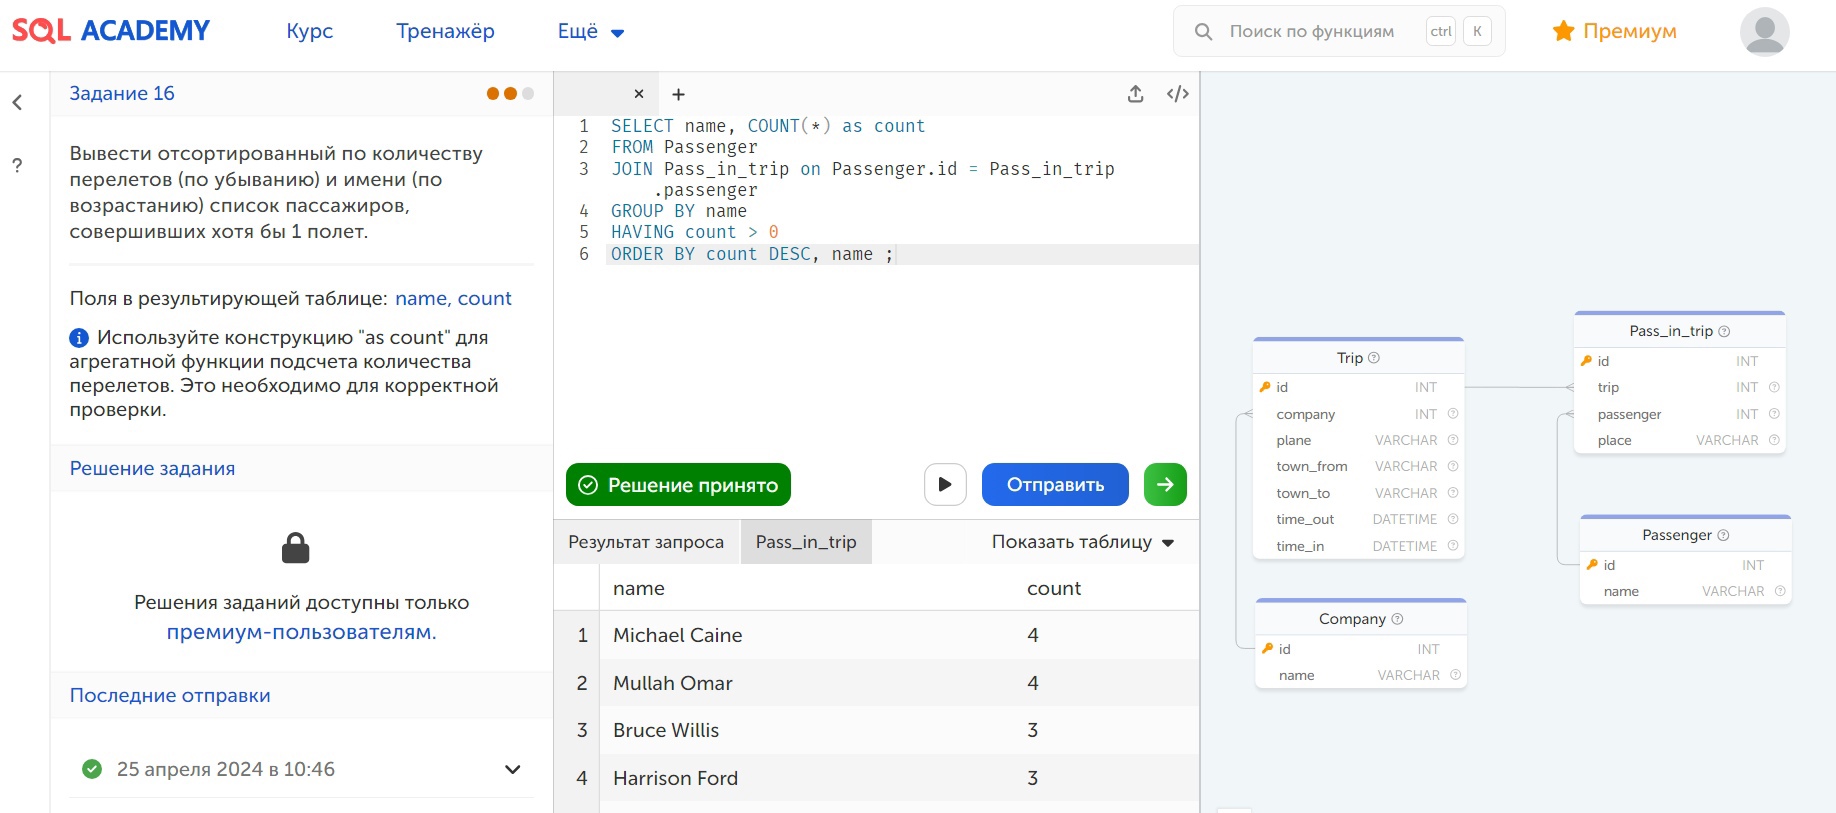 SQL ACADEMY
Курс
Тренажёр
Ещё
Поиск по функциям
ctrl
K
Премиум
Задание 16
Вывести отсортированный по количеству
перелетов (по убыванию) и имени (по
возрастанию) список пассажиров,
совершивших хотя бы 1 полет.
Поля в результирующей таблице: name, count
Используйте конструкцию "as count" для
агрегатной функции подсчета количества
перелетов. Это необходимо для корректной
проверки.
Решение задания
Решения заданий доступны только
премиум-пользователям.
Последние отправки
25 апреля 2024 в 10:46
1 SELECT name, COUNT(*) as count
2 FROM Passenger
3 JOIN Pass_in_trip on Passenger.id = Pass_in_trip
.passenger
4 GROUP BY name
5 HAVING count > 0
6 ORDER BY count DESC, name ;
Решение принято
Отправить
Результат запроса
Pass_in_trip
Показать таблицу
name count
1 Michael Caine 4
2 Mullah Omar 4
3 Bruce Willis 3
4 Harrison Ford 3
Trip
id INT
company INT
plane VARCHAR
town_from VARCHAR
town_to VARCHAR
time_out DATETIME
time_in DATETIME
Company
id INT
name VARCHAR
Pass_in_trip
id INT
trip INT
passenger INT
place VARCHAR
Passenger
id INT
name VARCHAR